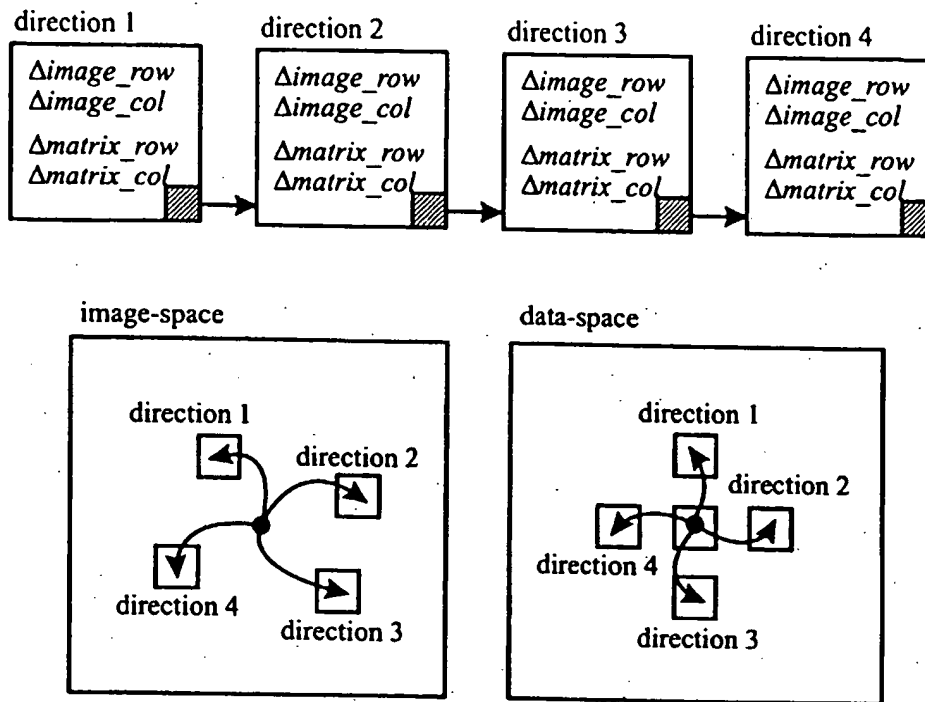 direction 1
direction 2
direction 3
direction 4
Δimage_row
Δimage_col
Δmatrix_row
Δmatrix_col
Δimage_row
Δimage_col
Δmatrix_row
Δmatrix_col
Δimage_row
Δimage_col
Δmatrix_row
Δmatrix_col
Δimage_row
Δimage_col
Δmatrix_row
Δmatrix_col
image-space
direction 1
direction 2
direction 4
direction 3
data-space
direction 1
direction 2
direction 4
direction 3